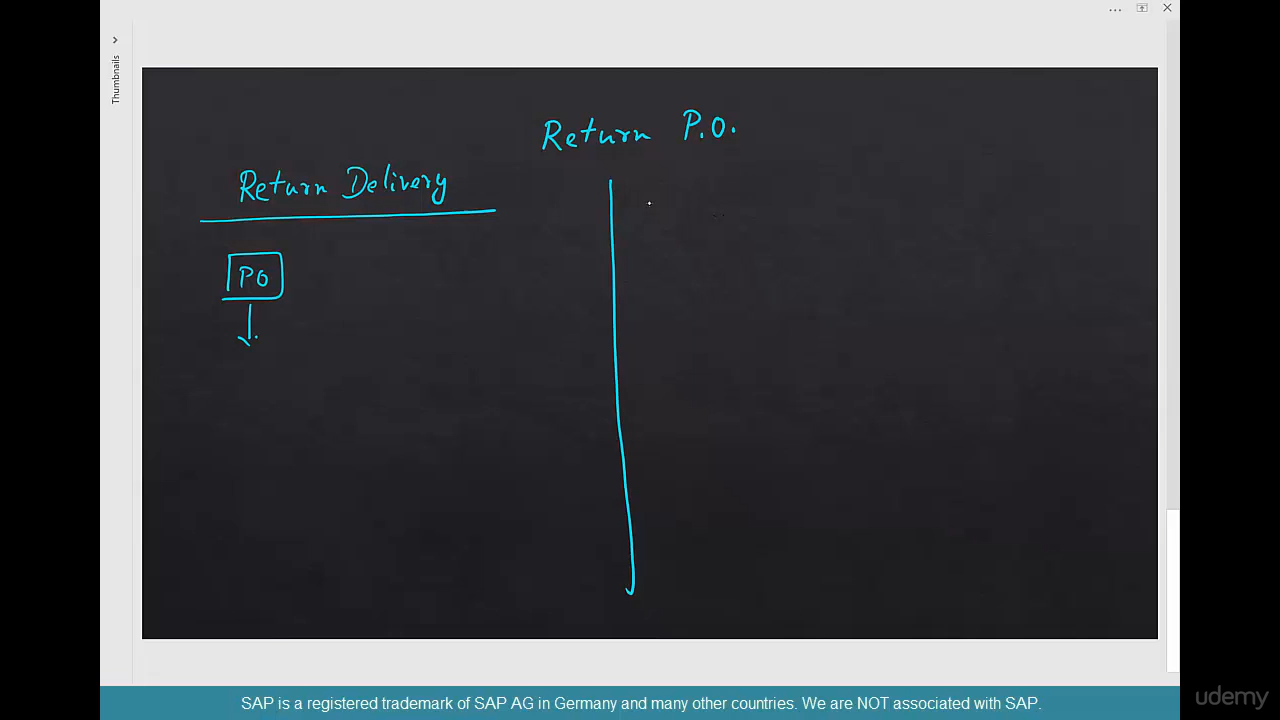 Thumbnails
Return P.O.
Return Delivery
PO
SAP is a registered trademark of SAP AG in Germany and many other countries. We are NOT associated with SAP.
udemy